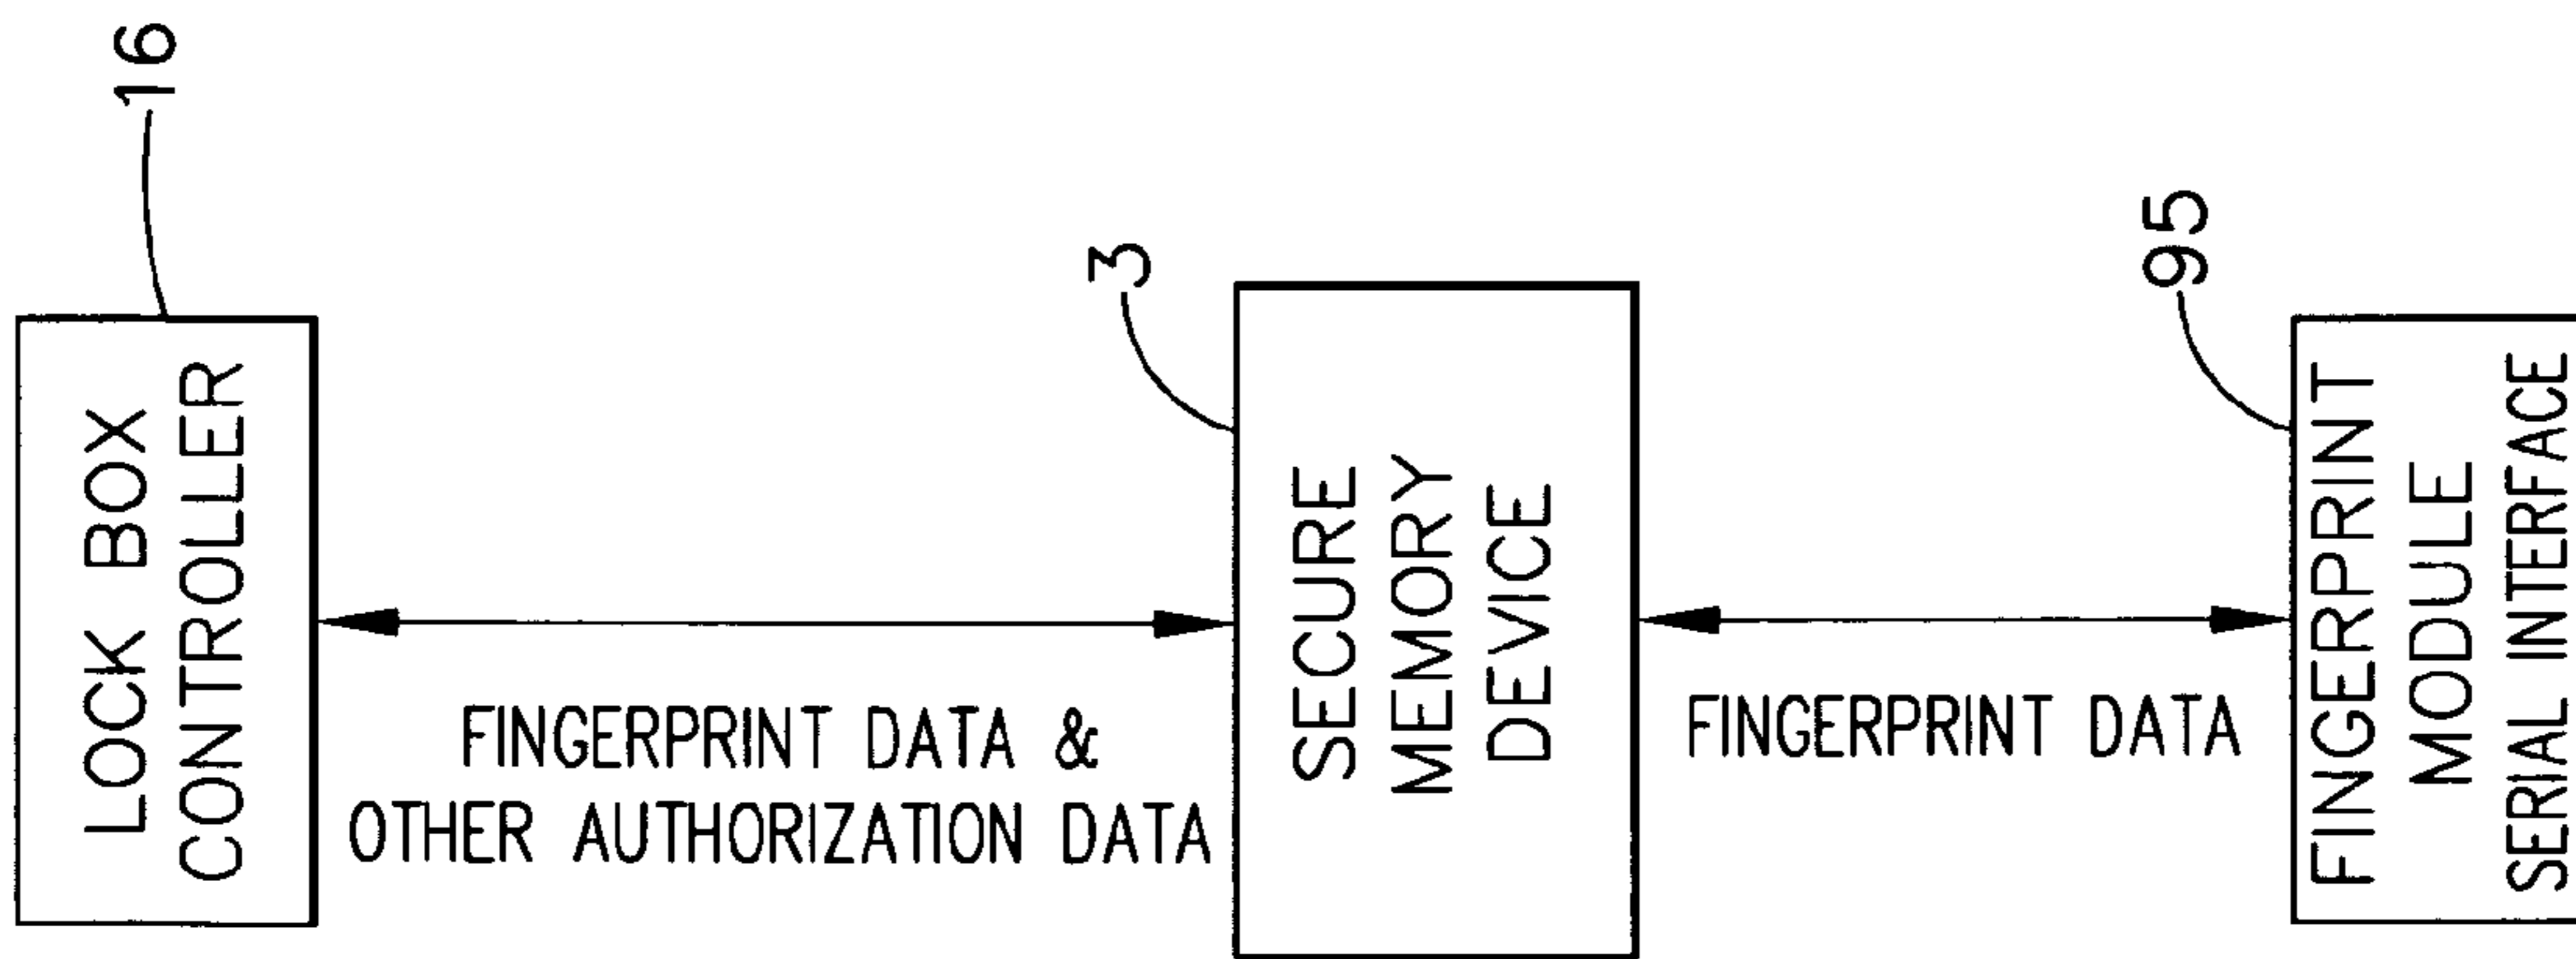 16
LOCK BOX
CONTROLLER
FINGERPRINT DATA &
OTHER AUTHORIZATION DATA
3
SECURE
MEMORY
DEVICE
FINGERPRINT DATA
95
FINGERPRINT
MODULE
SERIAL INTERFACE